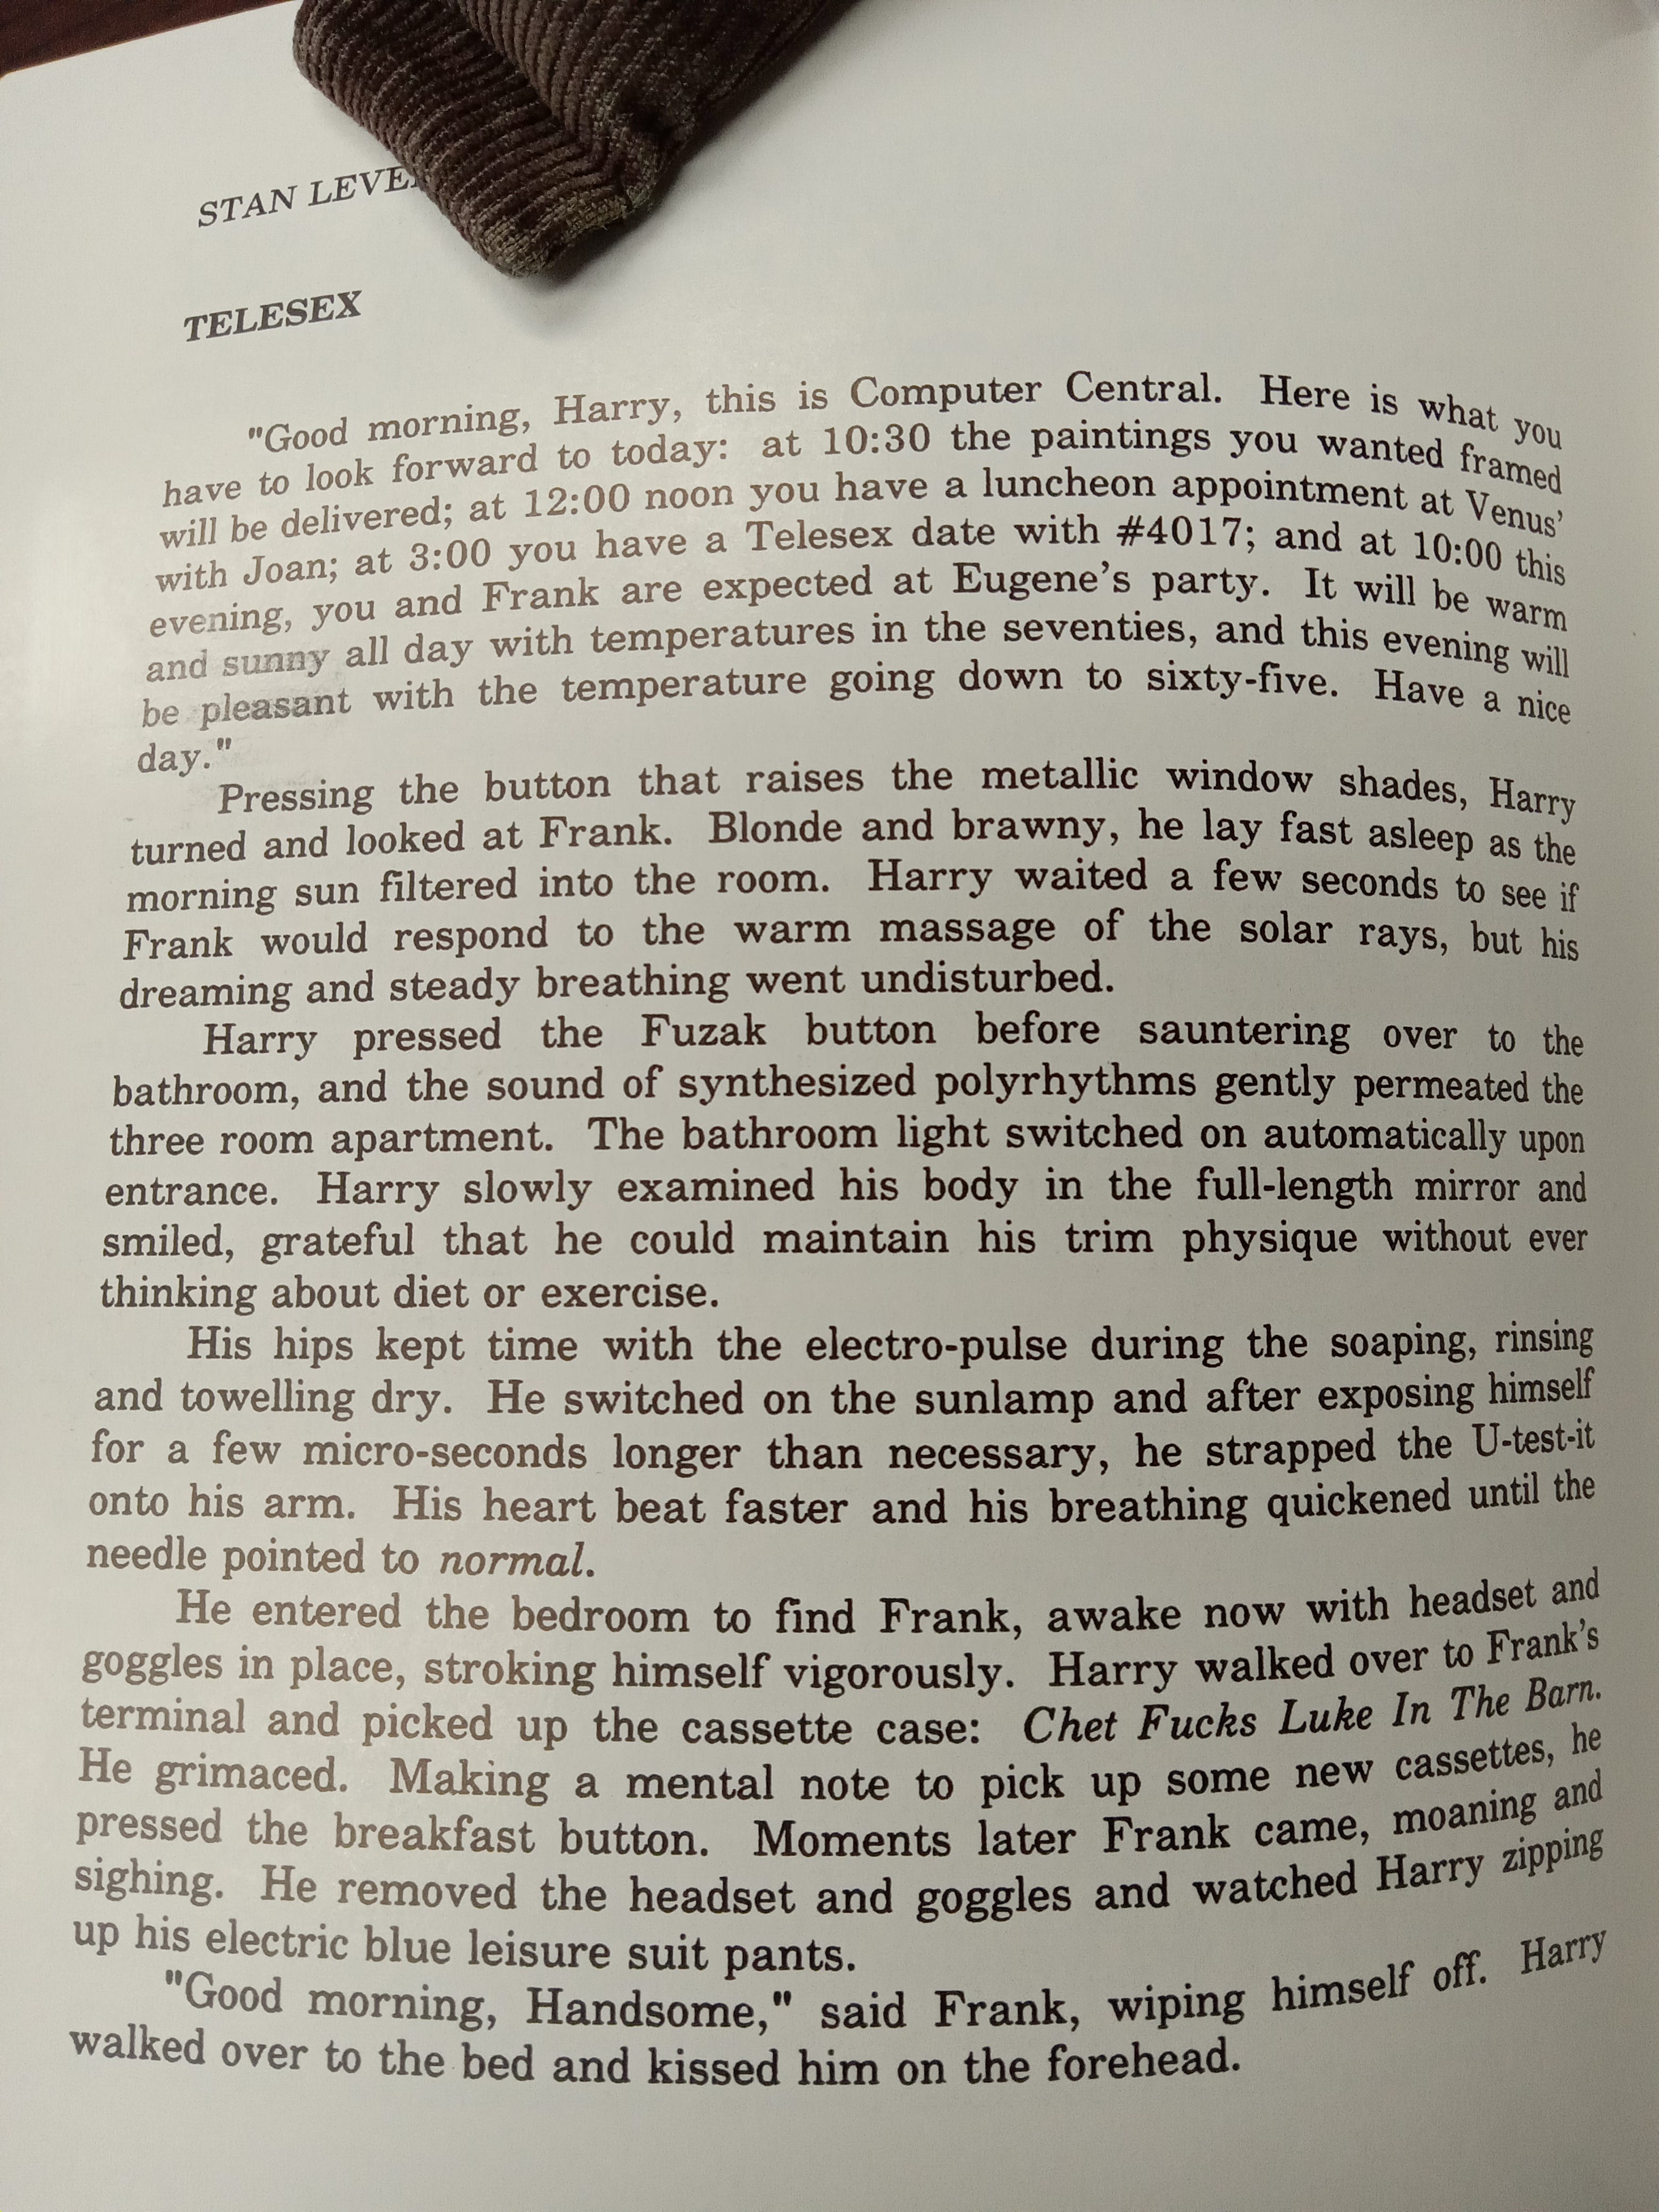 STAN
TELESEX
"Good morning, Harry, this is Computer Central. Here is what you
have to look forward to today: at 10:30 the paintings you wanted framed
will be delivered; at 12:00 noon you have a luncheon appointment at Venus'
with Joan; at 3:00 you have a Telesex date with #4017; and at 10:00 this
evening, you and Frank are expected at Eugene's party. It will be warm
and sunny all day with temperatures in the seventies, and this evening will
be pleasant with the temperature going down to sixty-five. Have a nice
day."
Pressing the button that raises the metallic window shades, Harry
turned and looked at Frank. Blonde and brawny, he lay fast asleep as the
morning sun filtered into the room. Harry waited a few seconds to see if
Frank would respond to the warm massage of the solar rays, but his
dreaming and steady breathing went undisturbed.
Harry pressed the Fuzak button before sauntering over to the
bathroom, and the sound of synthesized polyrhythms gently permeated the
three room apartment. The bathroom light switched on automatically upon
entrance. Harry slowly examined his body in the full-length mirror and
smiled, grateful that he could maintain his trim physique without ever
thinking about diet or exercise.
His hips kept time with the electro-pulse during the soaping, rinsing
and towelling dry. He switched on the sunlamp and after exposing himself
for a few micro-seconds longer than necessary, he strapped the U-test-it
onto his arm. His heart beat faster and his breathing quickened until the
needle pointed to normal.
He entered the bedroom to find Frank, awake now with headset and
goggles in place, stroking himself vigorously. Harry walked over to Frank's
terminal and picked up the cassette case: Chet Fucks Luke In The Barn.
He grimaced. Making a mental note to pick up some new cassettes, he
pressed the breakfast button. Moments later Frank came, moaning and
sighing. He removed the headset and goggles and watched Harry zipping
up his electric blue leisure suit pants.
"Good morning, Handsome," said Frank, wiping himself off. Harry
walked over to the bed and kissed him on the forehead.